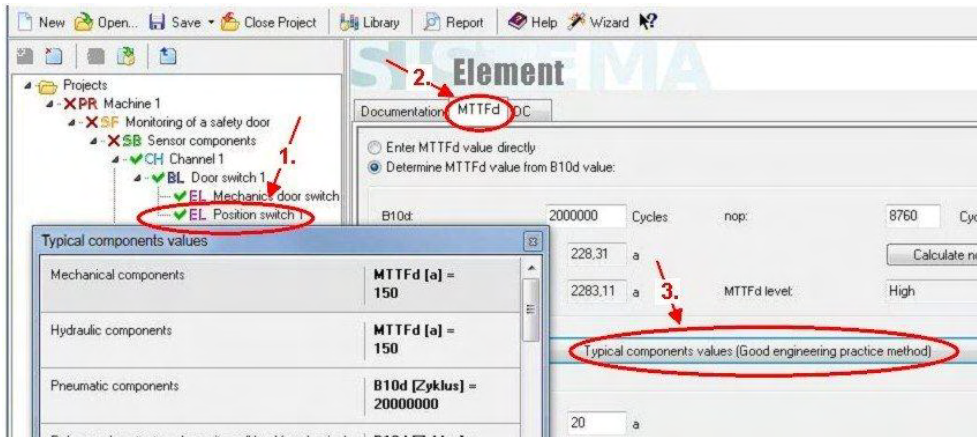 New Open... Save Close Project Library Report Help Wizard
SISTEMA
Element
2.
Documentation MTTFd DC
Projects
PR Machine 1
SF Monitoring of a safety door
SB Sensor components
CH Channel 1
1.
BL Door switch 1
EL Mechanics door switch
EL Position switch 1
Enter MTTFd value directly
Determine MTTFd value from B10d value:
B10d: 2000000 Cycles nop: 8760
228,31 a Calculate
2283,11 a MTTFd level: High
3.
Typical components values (Good engineering practice method)
20 a
Typical components values
Mechanical components MTTFd [a] =
150
Hydraulic components MTTFd [a] =
150
Pneumatic components B10d [Zyklus] =
20000000